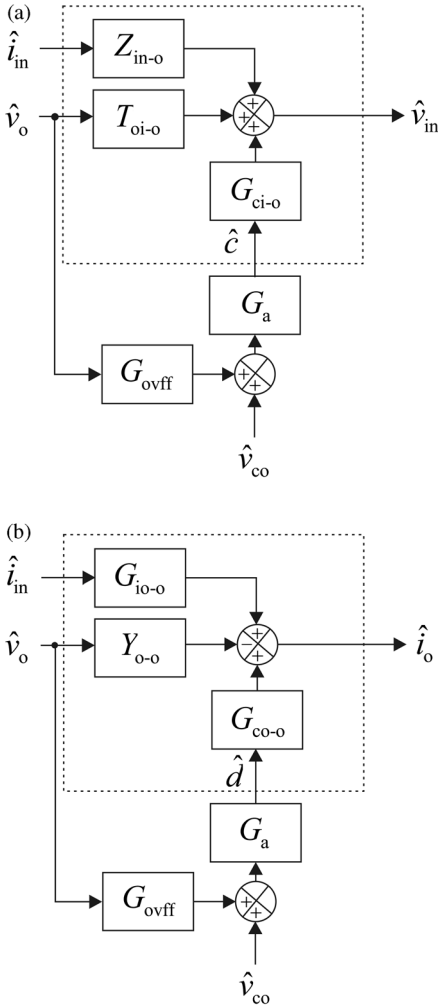 (a)
î_in
Z_in-o
v̂_o
T_oi-o
+
+
+
v̂_in
G_ci-o
ĉ
G_a
G_ovff
+
+
v̂_co
(b)
î_in
G_io-o
î_o
v̂_o
Y_o-o
+
−
+
G_co-o
d̂
G_a
G_ovff
+
+
v̂_co